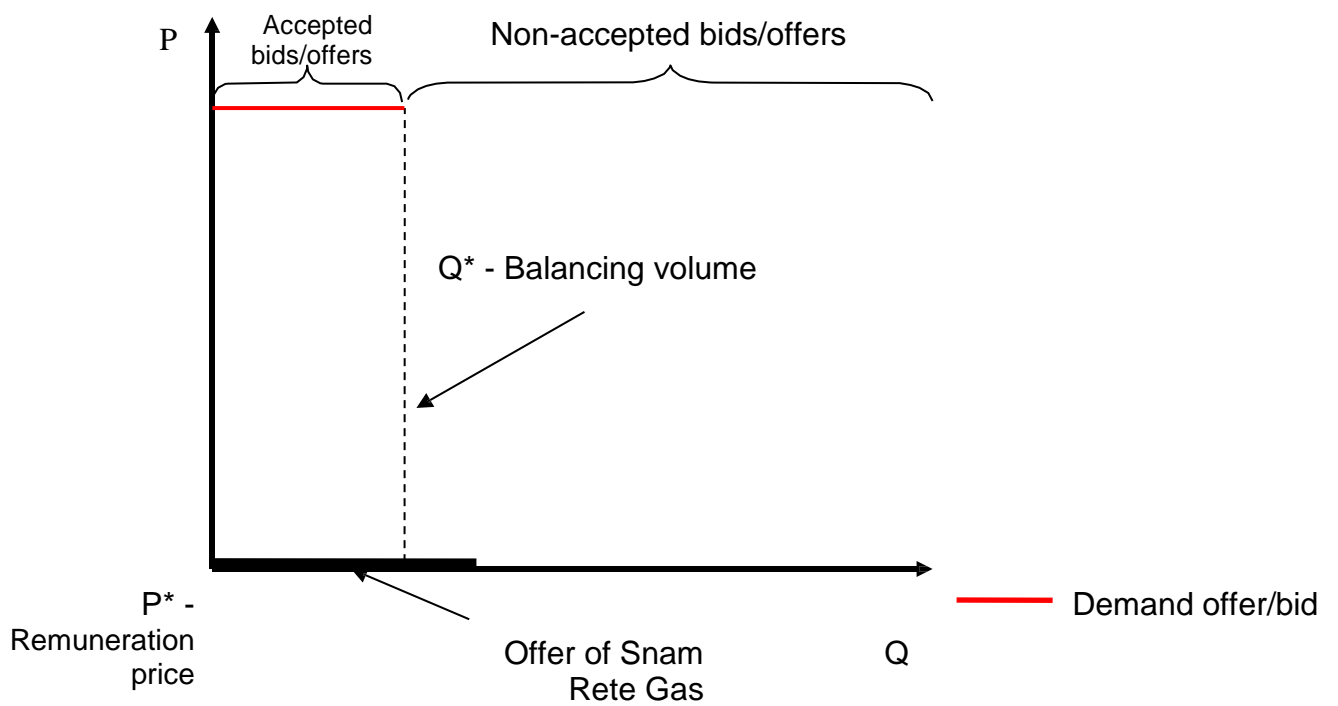 P
Accepted
bids/offers
Non-accepted bids/offers
Q* - Balancing volume
P* -
Remuneration
price
Offer of Snam
Rete Gas
Q
Demand offer/bid